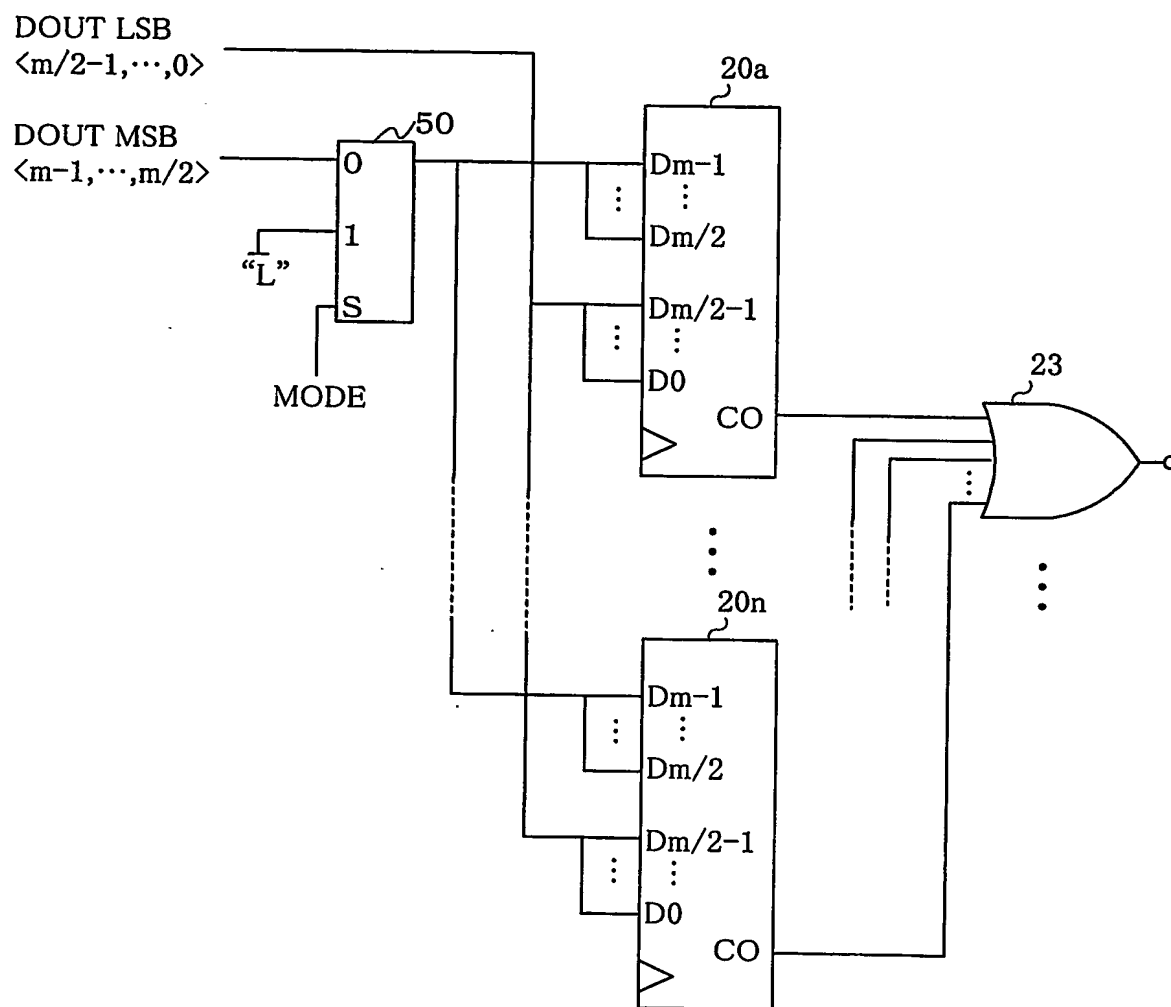 DOUT LSB
<m/2-1,⋯,0>
DOUT MSB
<m-1,⋯,m/2>
50
0
1
"L"
S
MODE
20a
Dm-1
Dm/2
Dm/2-1
D0
CO
23
20n
Dm-1
Dm/2
Dm/2-1
D0
CO